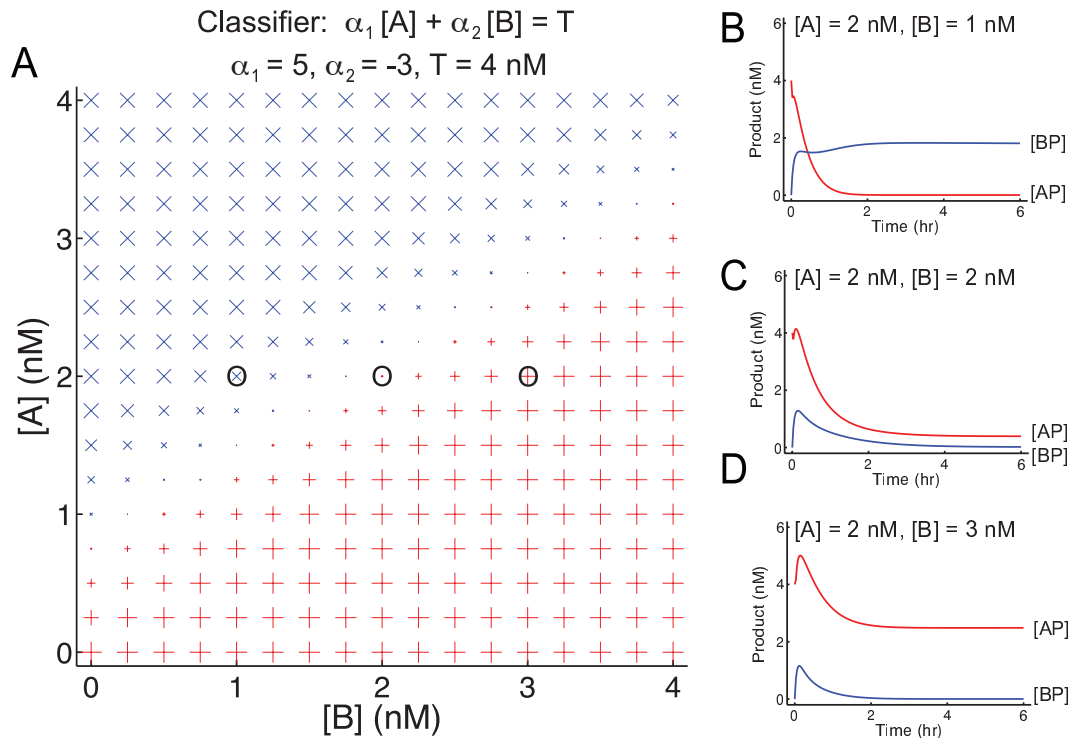 Classifier: α₁ [A] + α₂ [B] = T
α₁ = 5, α₂ = -3, T = 4 nM
A
[A] (nM)
4
3
2
1
0
0 1 2 3 4
[B] (nM)
O O O
B
[A] = 2 nM, [B] = 1 nM
Product (nM)
6
4
2
0
[BP]
[AP]
0 2 4 6
Time (hr)
C
[A] = 2 nM, [B] = 2 nM
Product (nM)
6
4
2
0
[AP]
[BP]
0 2 4 6
Time (hr)
D
[A] = 2 nM, [B] = 3 nM
Product (nM)
6
4
2
0
[AP]
[BP]
0 2 4 6
Time (hr)